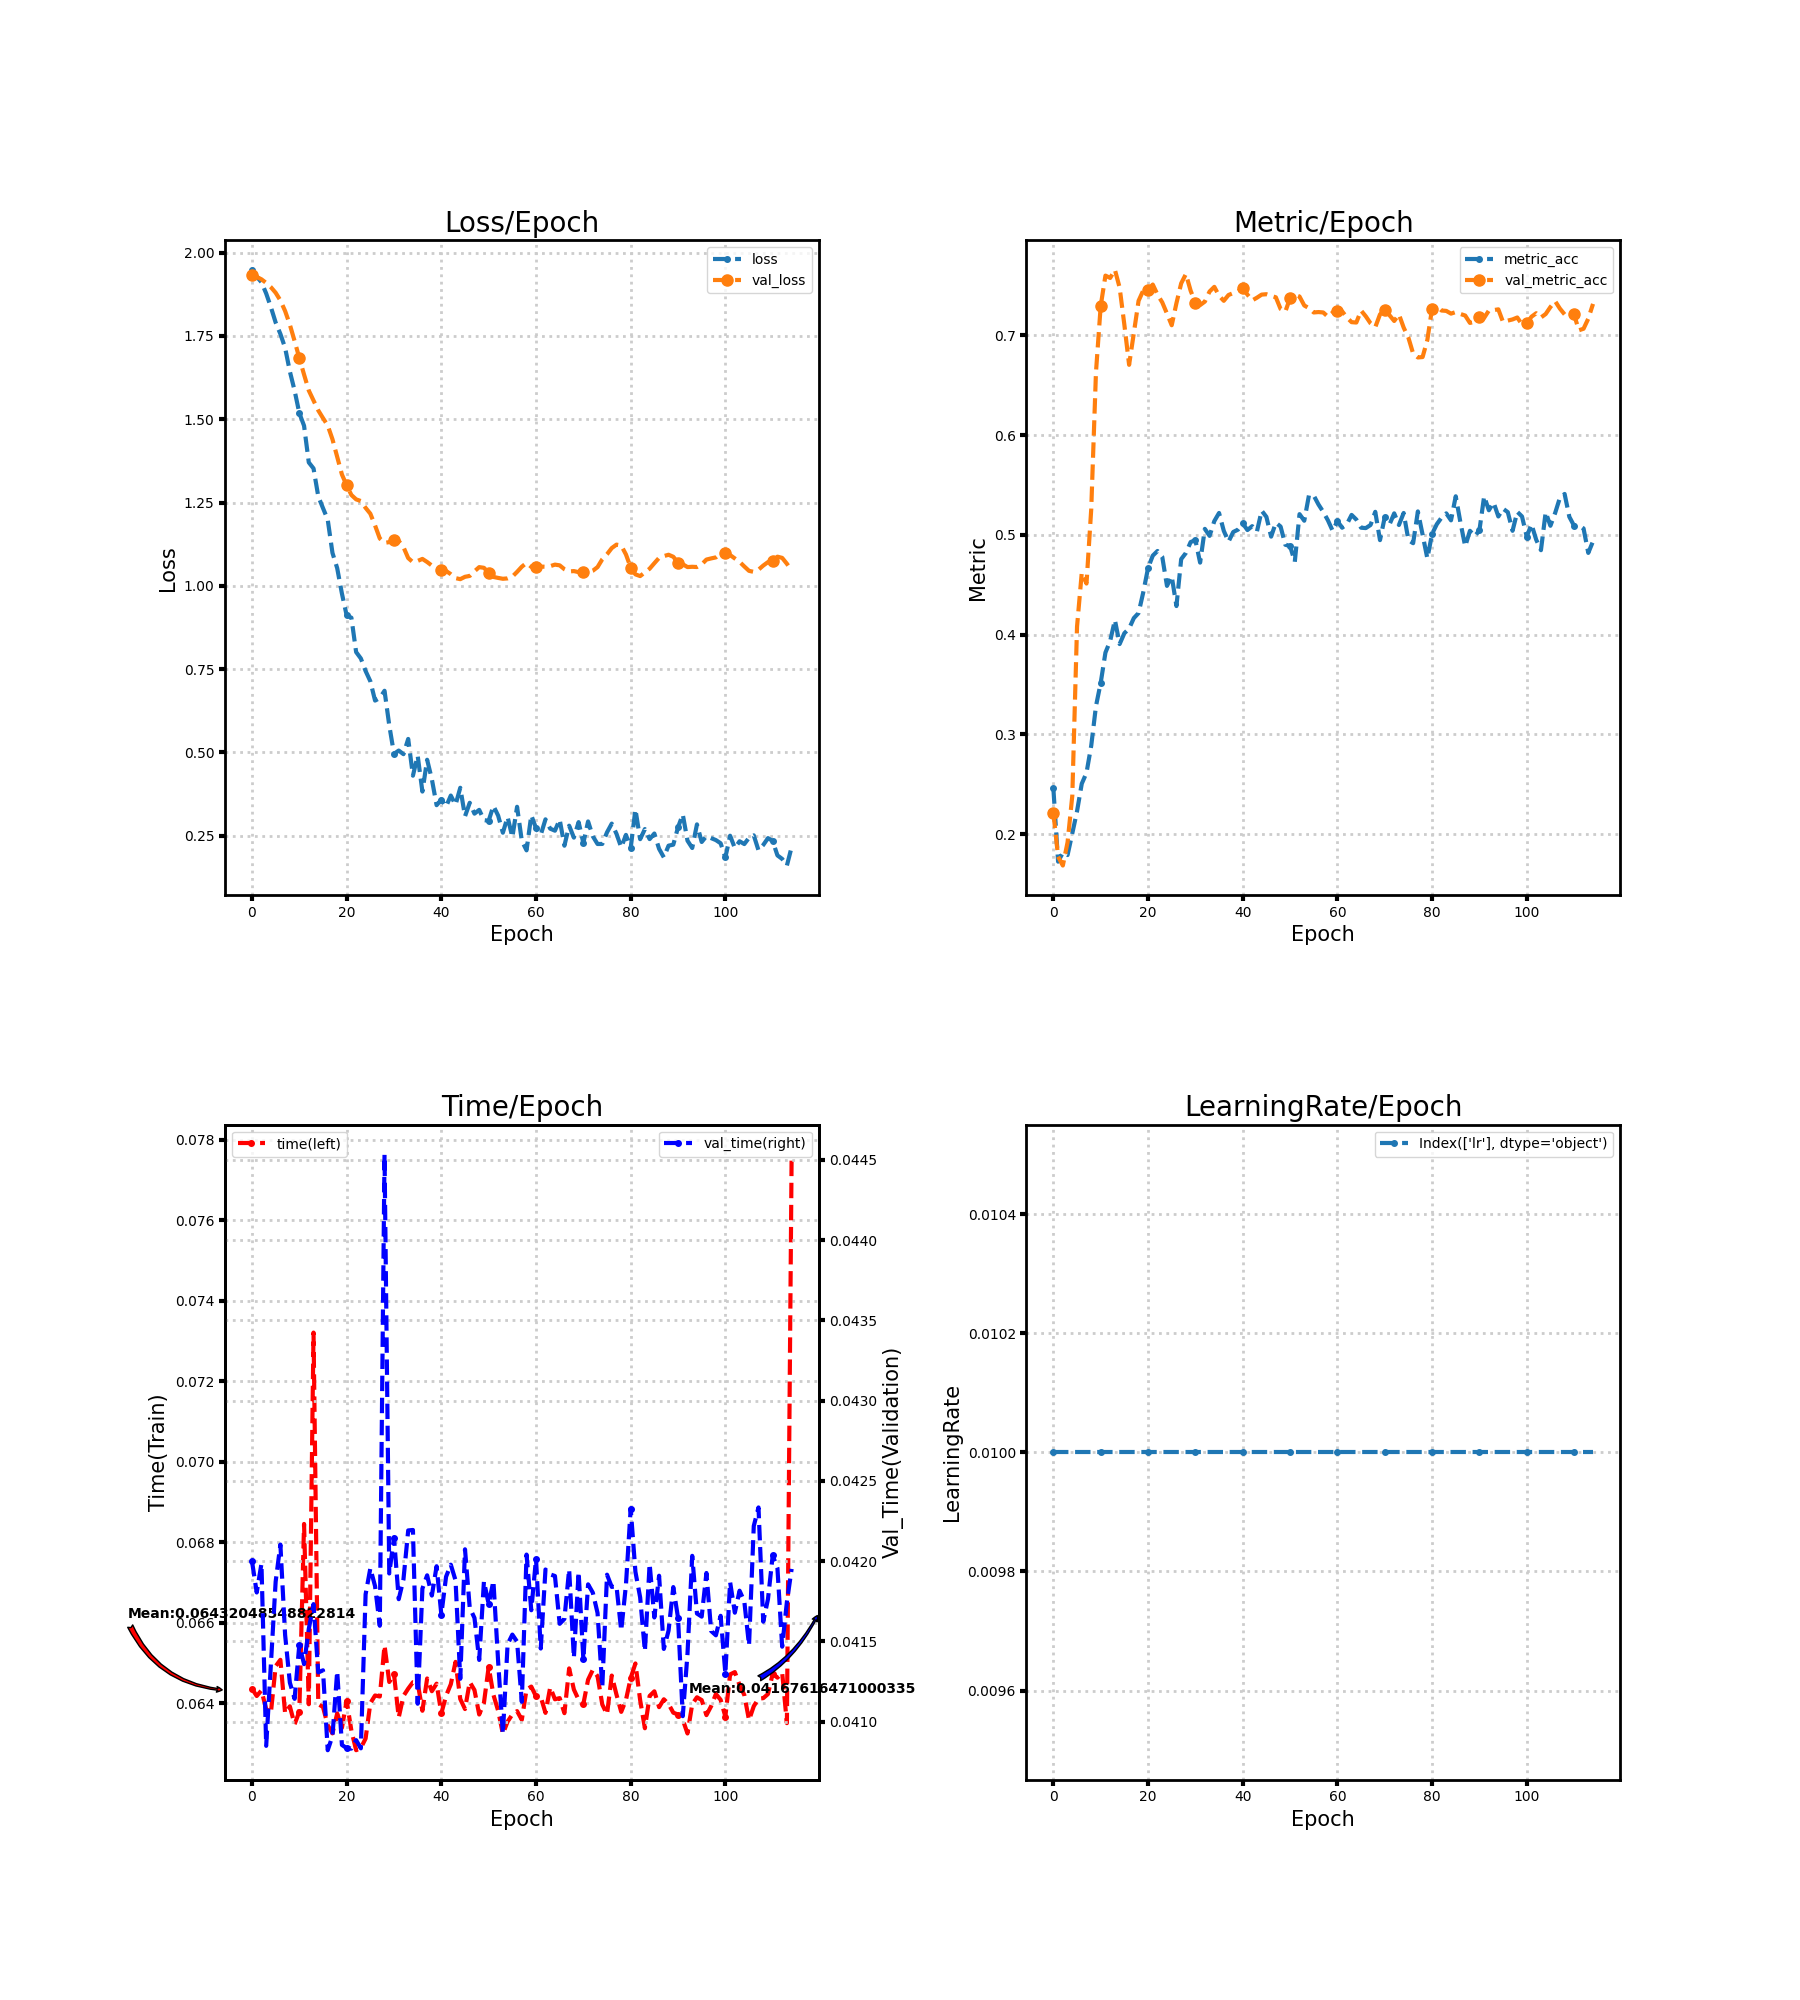 Loss/Epoch
Loss
2.00
1.75
1.50
1.25
1.00
0.75
0.50
0.25
loss
val_loss
0 20 40 60 80 100
Epoch
Metric/Epoch
Metric
0.7
0.6
0.5
0.4
0.3
0.2
metric_acc
val_metric_acc
0 20 40 60 80 100
Epoch
Time/Epoch
Time(Train)
0.078
0.076
0.074
0.072
0.070
0.068
0.066
0.064
time(left)
val_time(right)
Mean:0.06432048548822814
Mean:0.04167616471000335
0.0445
0.0440
0.0435
0.0430
0.0425
0.0420
0.0415
0.0410
Val_Time(Validation)
0 20 40 60 80 100
Epoch
LearningRate/Epoch
LearningRate
0.0104
0.0102
0.0100
0.0098
0.0096
Index(['lr'], dtype='object')
0 20 40 60 80 100
Epoch